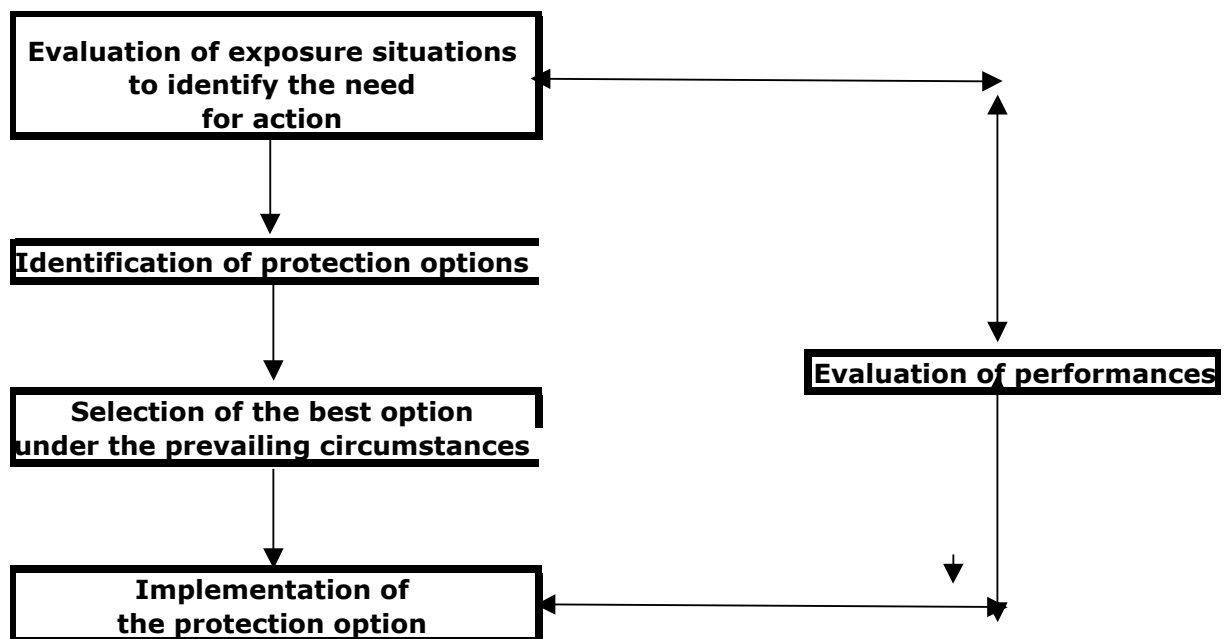 Evaluation of exposure situations
to identify the need
for action
Identification of protection options
Evaluation of performances
Selection of the best option
under the prevailing circumstances
Implementation of
the protection option